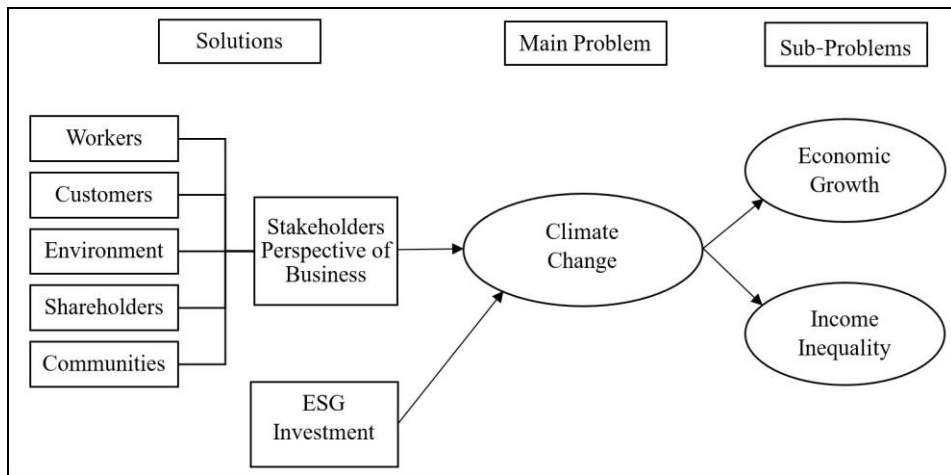 Solutions
Main Problem
Sub-Problems
Workers
Customers
Environment
Shareholders
Communities
Stakeholders
Perspective of
Business
ESG
Investment
Climate
Change
Economic
Growth
Income
Inequality